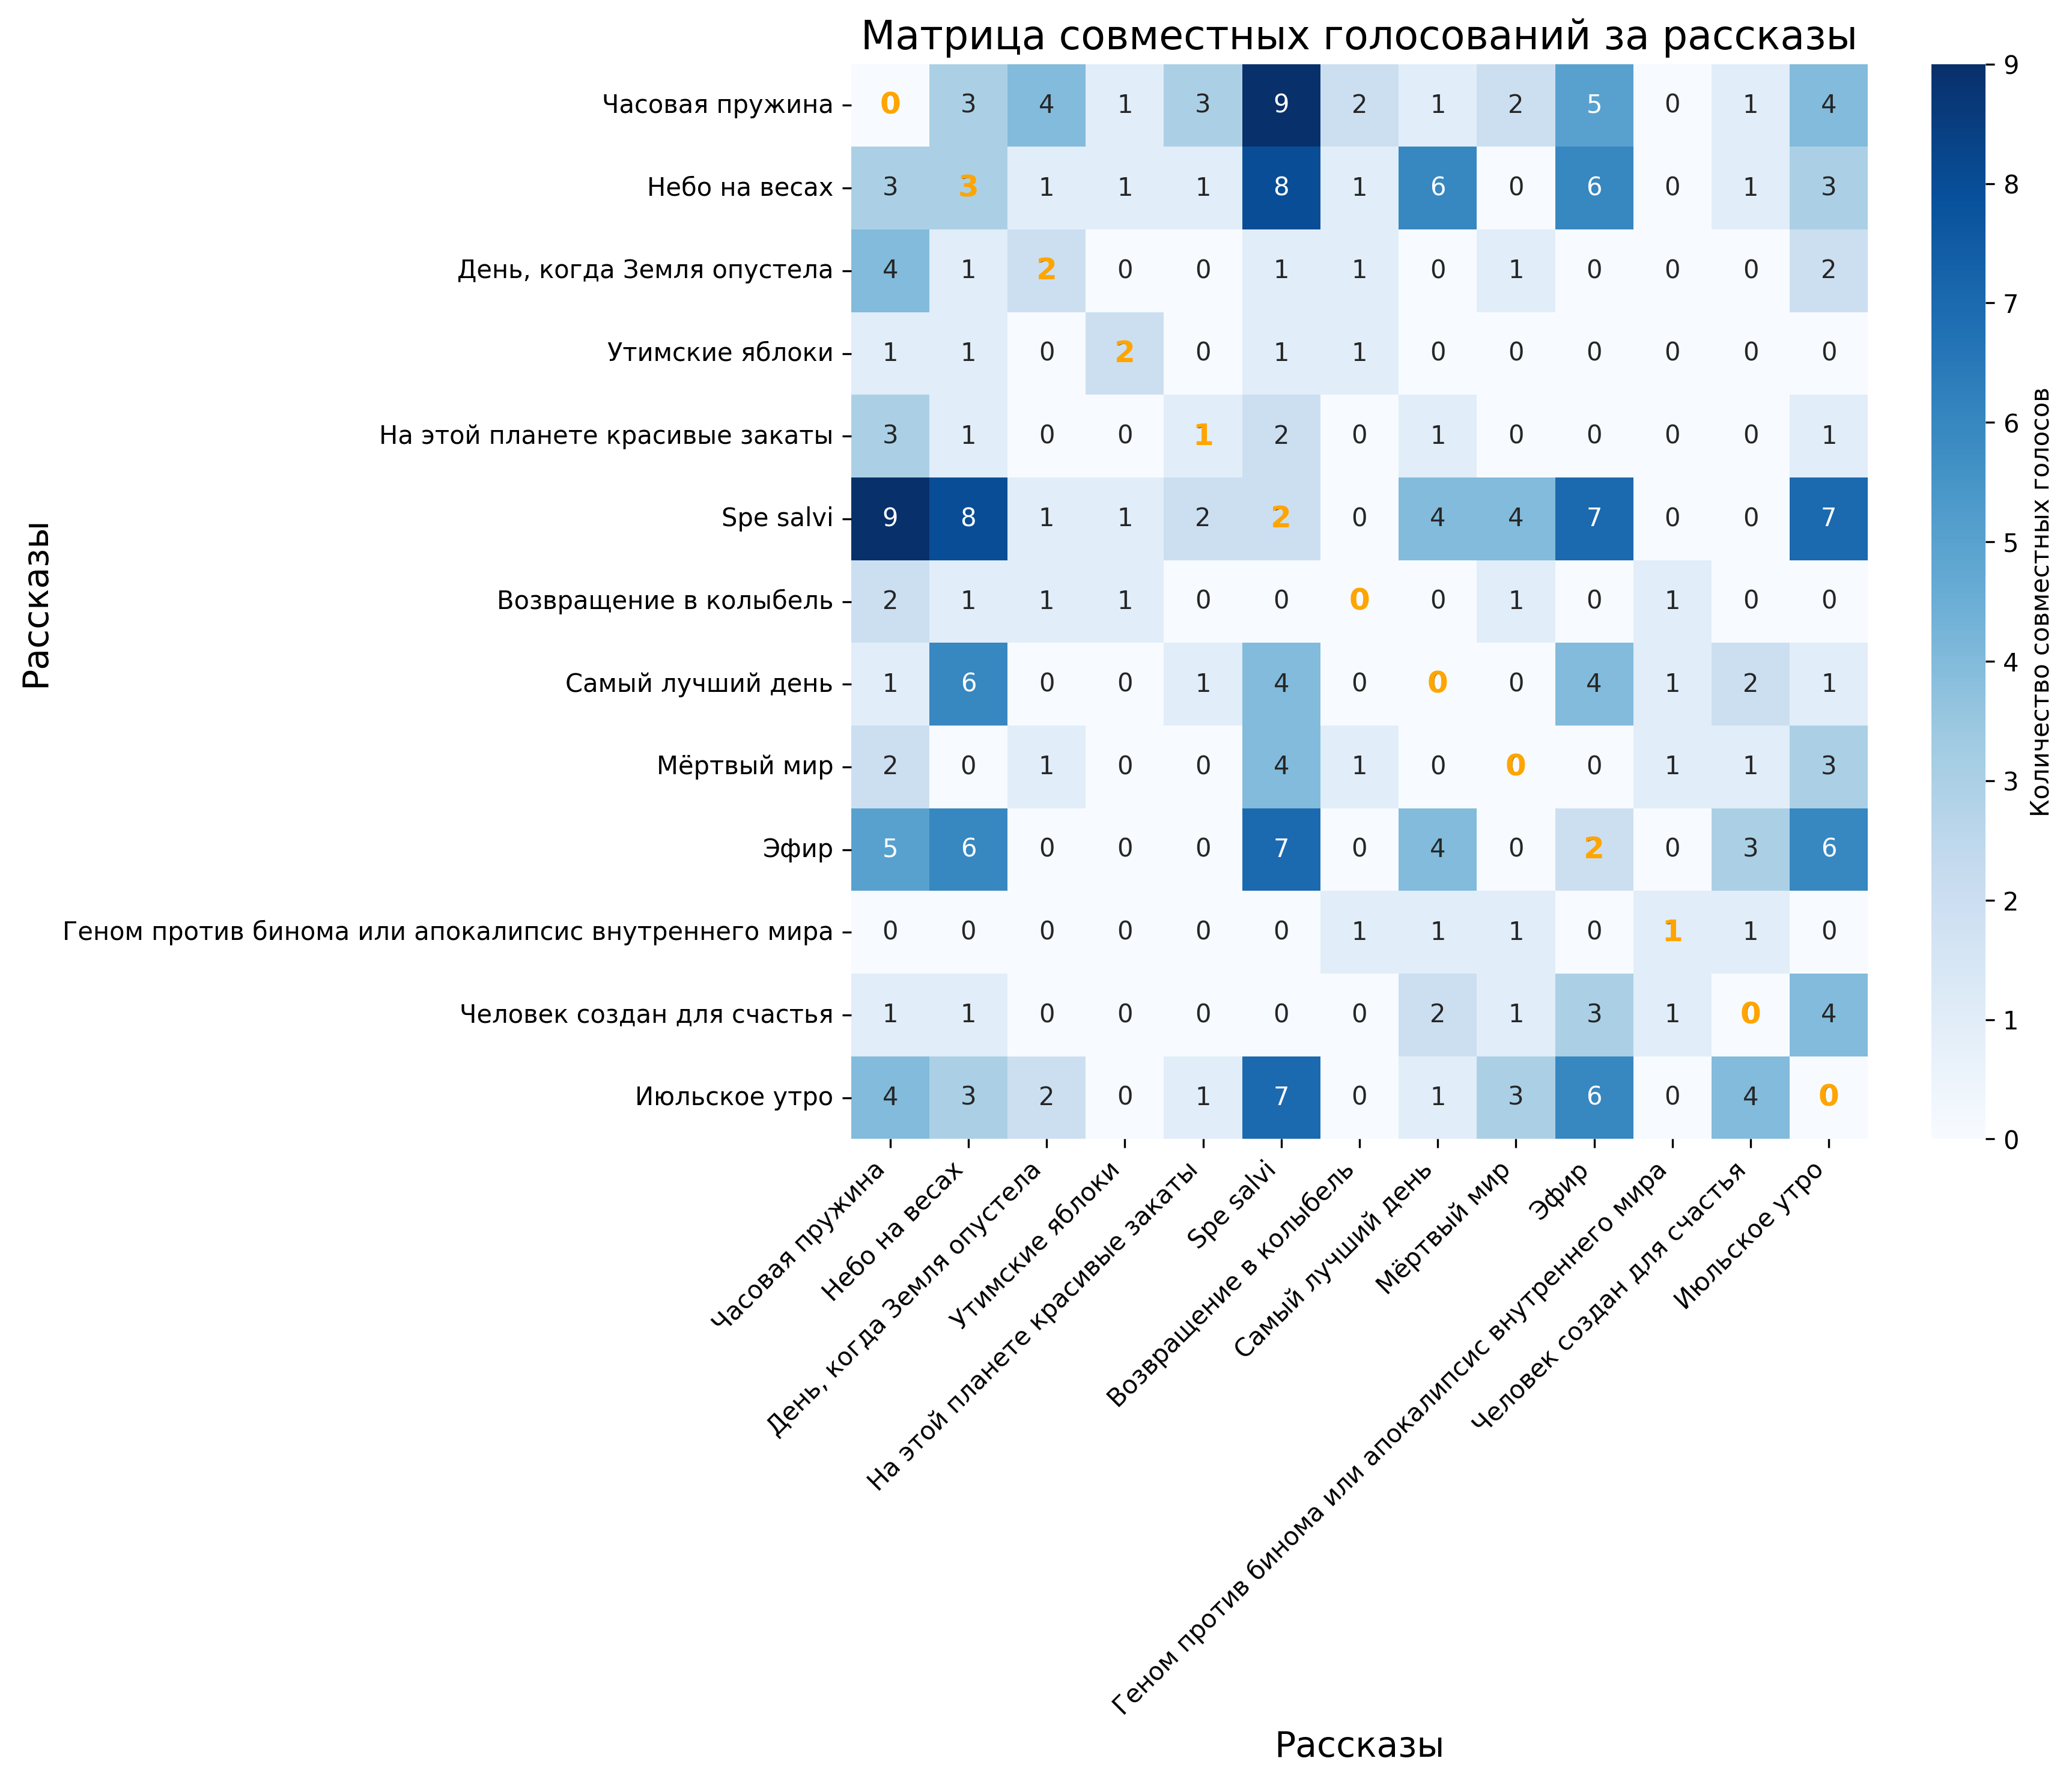 Матрица совместных голосований за рассказы
Часовая пружина 0 3 4 1 3 9 2 1 2 5 0 1 4
Небо на весах 3 3 1 1 1 8 1 6 0 6 0 1 3
День, когда Земля опустела 4 1 2 0 0 1 1 0 1 0 0 0 2
Утимские яблоки 1 1 0 2 0 1 1 0 0 0 0 0 0
На этой планете красивые закаты 3 1 0 0 1 2 0 1 0 0 0 0 1
Spe salvi 9 8 1 1 2 2 0 4 4 7 0 0 7
Возвращение в колыбель 2 1 1 1 0 0 0 0 1 0 1 0 0
Самый лучший день 1 6 0 0 1 4 0 0 0 4 1 2 1
Мёртвый мир 2 0 1 0 0 4 1 0 0 0 1 1 3
Эфир 5 6 0 0 0 7 0 4 0 2 0 3 6
Геном против бинома или апокалипсис внутреннего мира 0 0 0 0 0 0 1 1 1 0 1 1 0
Человек создан для счастья 1 1 0 0 0 0 0 2 1 3 1 0 4
Июльское утро 4 3 2 0 1 7 0 1 3 6 0 4 0
Рассказы
Часовая пружина
Небо на весах
День, когда Земля опустела
Утимские яблоки
На этой планете красивые закаты
Spe salvi
Возвращение в колыбель
Самый лучший день
Мёртвый мир
Эфир
Геном против бинома или апокалипсис внутреннего мира
Человек создан для счастья
Июльское утро
Рассказы
9
8
7
6
5
4
3
2
1
0
Количество совместных голосов